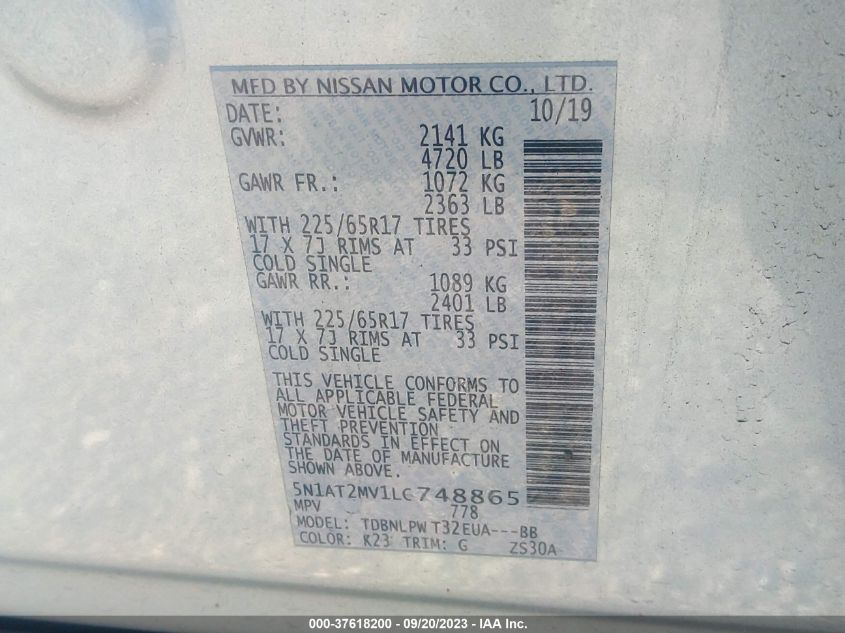 MFD BY NISSAN MOTOR CO., LTD.
DATE: 10/19
GVWR: 2141 KG
4720 LB
GAWR FR.: 1072 KG
2363 LB
WITH 225/65R17 TIRES
17 X 7J RIMS AT 33 PSI
COLD SINGLE
GAWR RR.: 1089 KG
2401 LB
WITH 225/65R17 TIRES
17 X 7J RIMS AT 33 PSI
COLD SINGLE
THIS VEHICLE CONFORMS TO
ALL APPLICABLE FEDERAL
MOTOR VEHICLE SAFETY AND
THEFT PREVENTION
STANDARDS IN EFFECT ON
THE DATE OF MANUFACTURE
SHOWN ABOVE.
5N1AT2MV1LC748865
MPV 778
MODEL: TDBNLPW T32EUA---BB
COLOR: K23 TRIM: G ZS30A
000-37618200 - 09/20/2023 - IAA Inc.